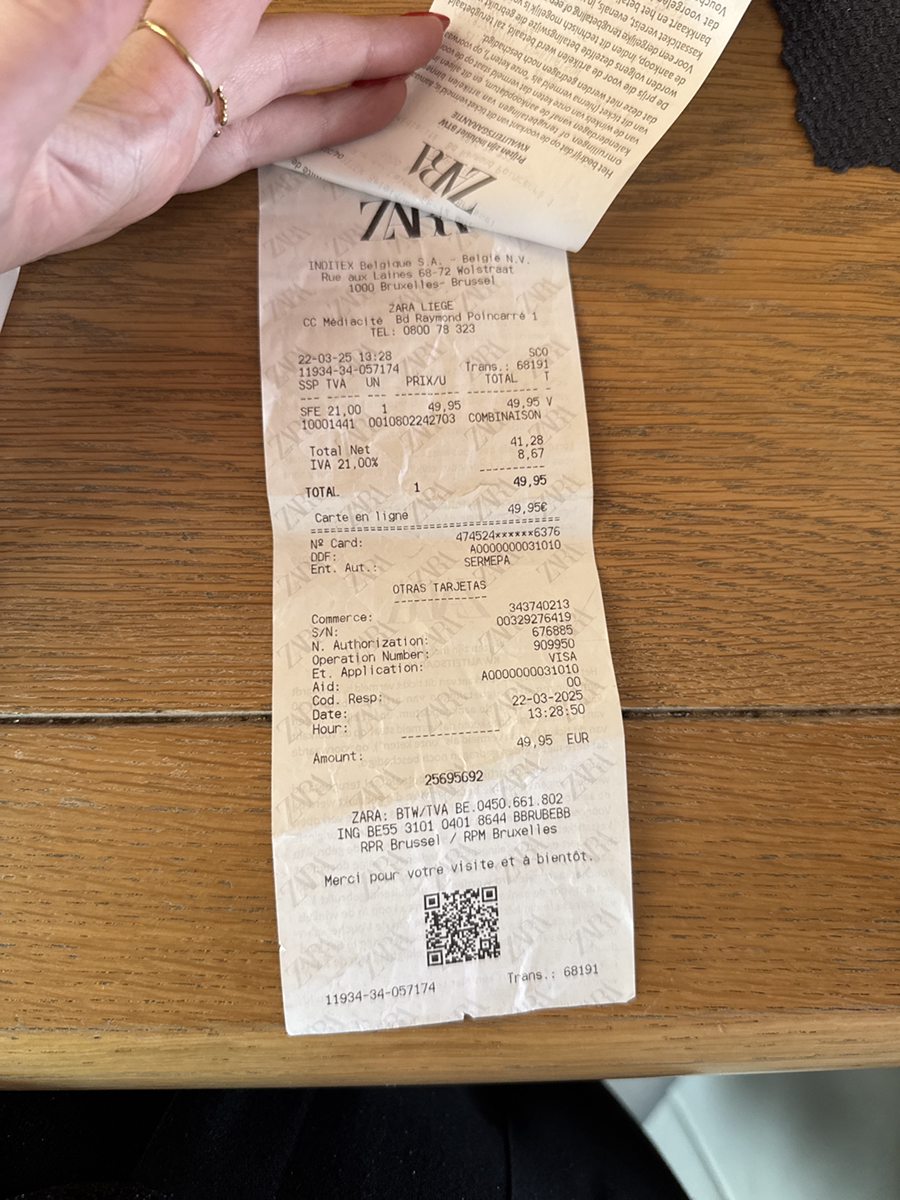 ZARA
Prijzen zijn inclusief BTW
KWALITEITSGARANTIE
ZARA
INDITEX Belgique S.A. - België N.V.
Rue aux Laines 68-72 Wolstraat
1000 Bruxelles- Brussel
ZARA LIEGE
CC Médiacité Bd Raymond Poincarré 1
TEL: 0800 78 323
22-03-25 13:28 SCO
11934-34-057174 Trans.: 68191
SSP TVA UN PRIX/U TOTAL T
SFE 21,00 1 49,95 49,95 V
10001441 0010802242703 COMBINAISON
Total Net 41,28
IVA 21,00% 8,67
TOTAL 1 49,95
Carte en ligne 49,95€
Nº Card: 474524******6376
DDF: A0000000031010
Ent. Aut.: SERMEPA
OTRAS TARJETAS
Commerce: 343740213
S/N: 00329276419
N. Authorization: 676885
Operation Number: 909950
Et. Application: VISA
Aid: A0000000031010
Cod. Resp: 00
Date: 22-03-2025
Hour: 13:28:50
Amount: 49,95 EUR
25695692
ZARA: BTW/TVA BE.0450.661.802
ING BE55 3101 0401 8644 BBRUBEBB
RPR Brussel / RPM Bruxelles
Merci pour votre visite et à bientôt.
11934-34-057174 Trans.: 68191